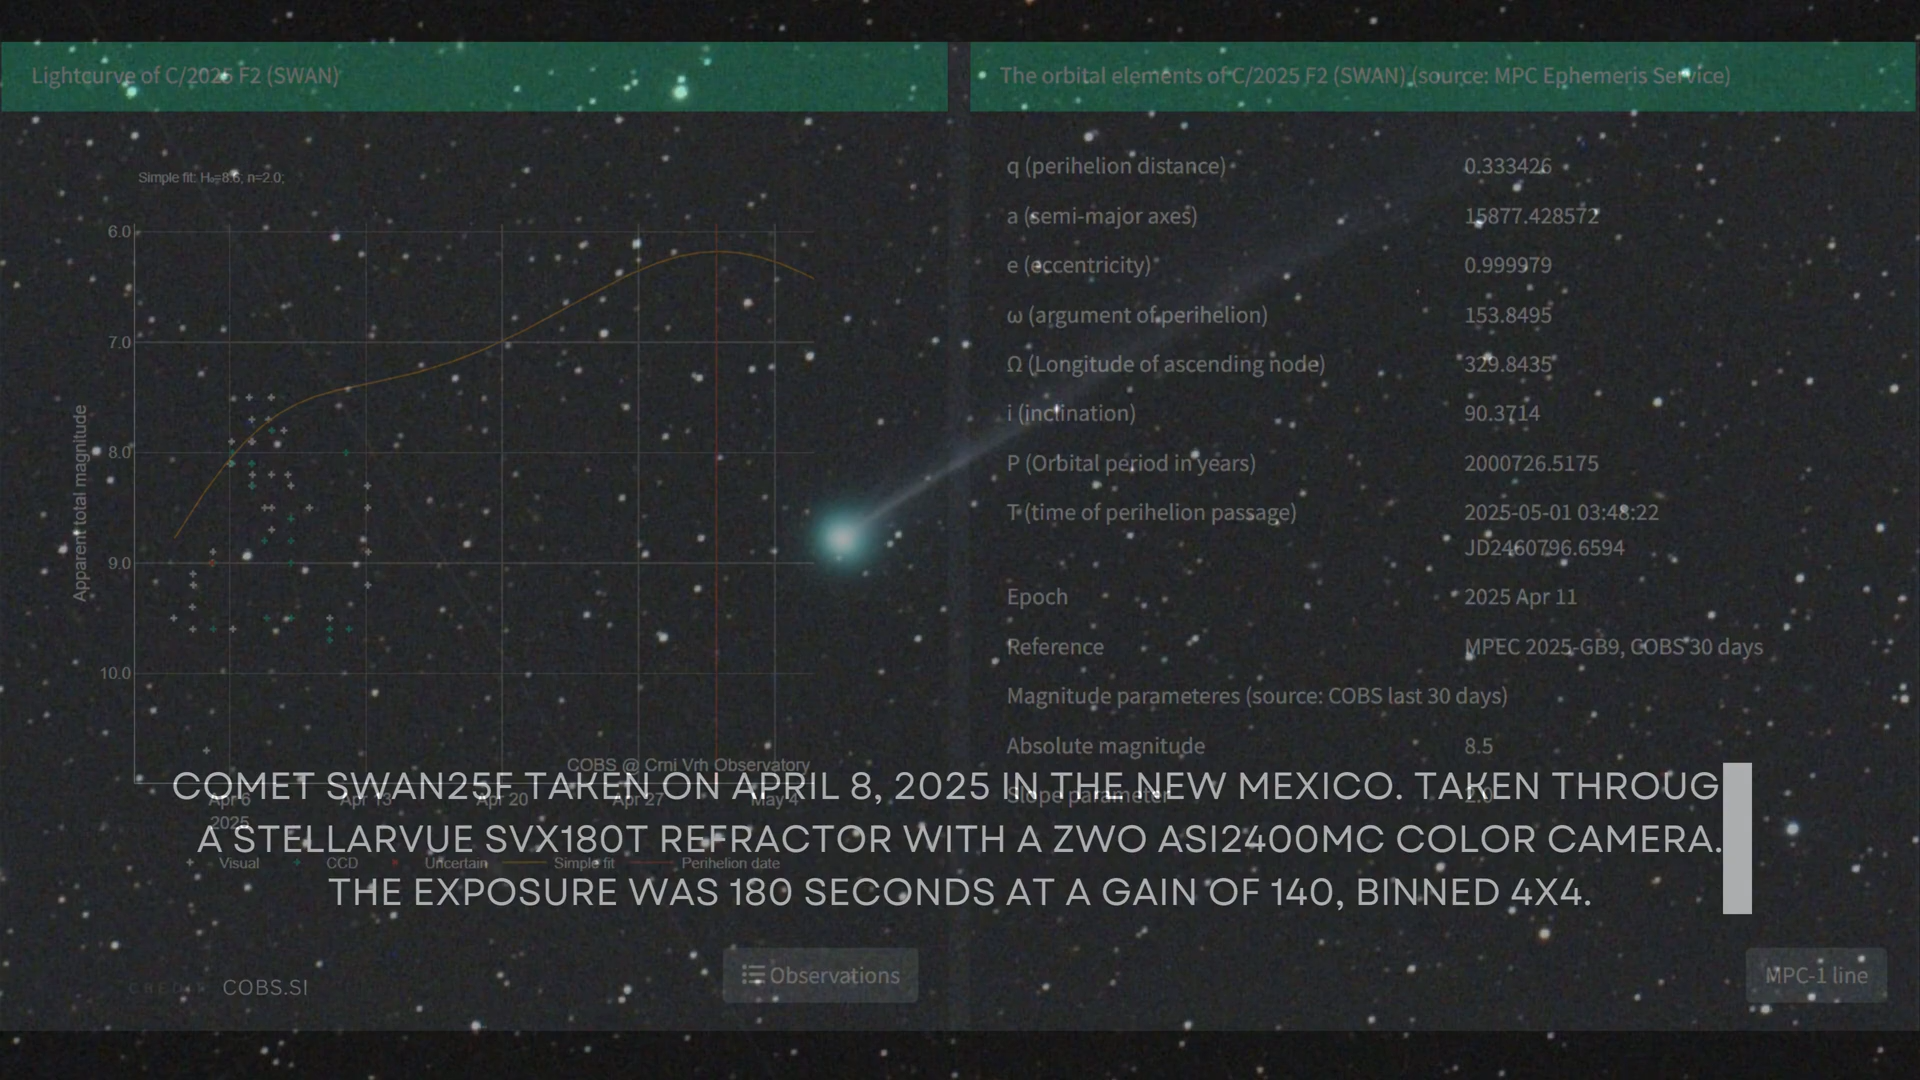 Lightcurve of C/2025 F2 (SWAN)
Simple fit: H₀=8.6; n=2.0;
6.0
7.0
8.0
9.0
10.0
Apparent total magnitude
COBS @ Crni Vrh Observatory
Apr 6
Apr 13
Apr 20
Apr 27
May 4
2025
Visual
CCD
Uncertain
Simple fit
Perihelion date
Observations
The orbital elements of C/2025 F2 (SWAN) (source: MPC Ephemeris Service)
q (perihelion distance) 0.333426
a (semi-major axes) 15877.428572
e (eccentricity) 0.999979
ω (argument of perihelion) 153.8495
Ω (Longitude of ascending node) 329.8435
i (inclination) 90.3714
P (Orbital period in years) 2000726.5175
T (time of perihelion passage) 2025-05-01 03:48:22
JD2460796.6594
Epoch 2025 Apr 11
Reference MPEC 2025-GB9, COBS 30 days
Magnitude parameteres (source: COBS last 30 days)
Absolute magnitude 8.5
Slope parameter 2.0
MPC-1 line
COMET SWAN25F TAKEN ON APRIL 8, 2025 IN THE NEW MEXICO. TAKEN THROUG
A STELLARVUE SVX180T REFRACTOR WITH A ZWO ASI2400MC COLOR CAMERA.
THE EXPOSURE WAS 180 SECONDS AT A GAIN OF 140, BINNED 4X4.
CREDIT: COBS.SI